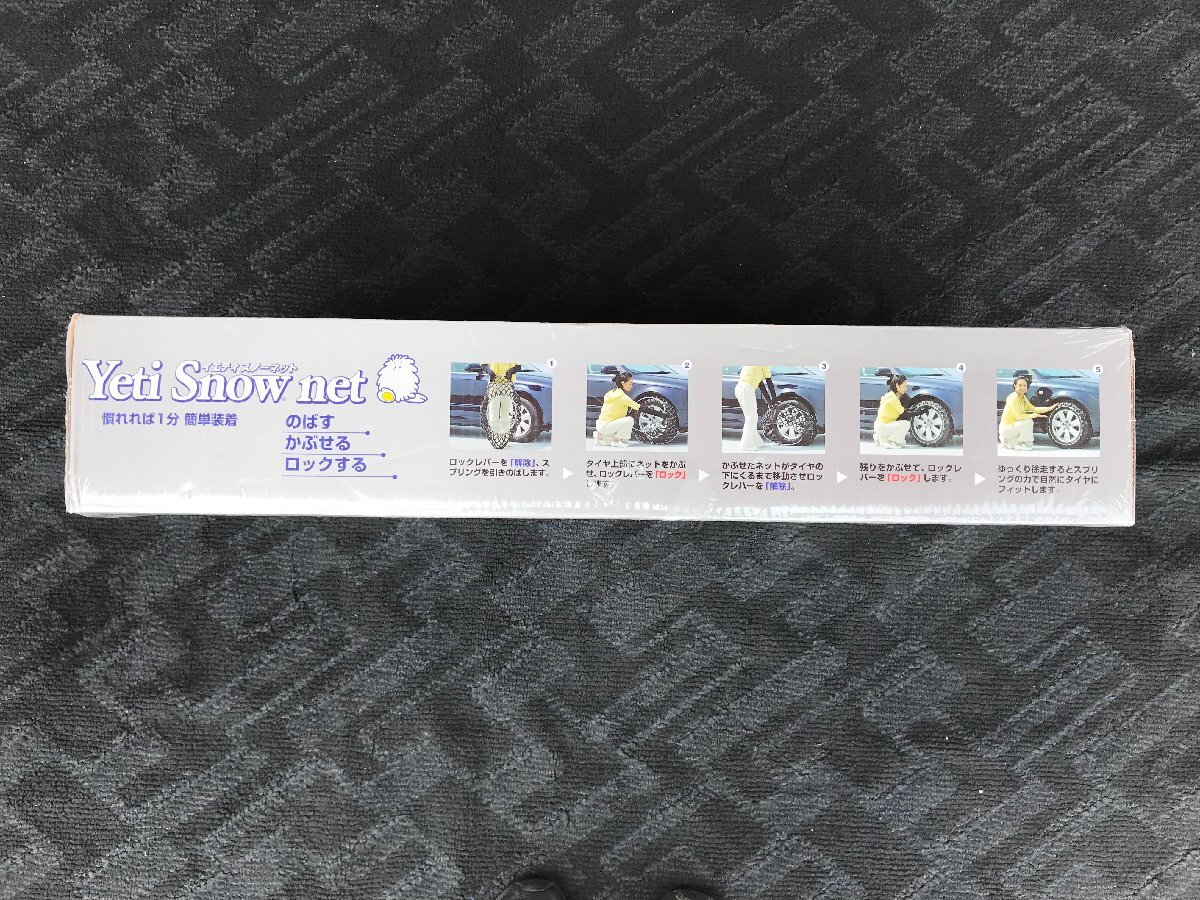 イエティスノーネット
Yeti Snow net
慣れれば1分 簡単装着
のばす
かぶせる
ロックする
1
ロックレバーを「解除」、ス
プリングを引きのばします。
2
タイヤ上部にネットをかぶ
せ、ロックレバーを「ロック」
します。
3
かぶせたネットがタイヤの
下にくるまで移動させロッ
クレバーを「解除」。
4
残りをかぶせて、ロックレ
バーを「ロック」します。
5
ゆっくり徐走するとスプリ
ングの力で自然にタイヤに
フィットします。